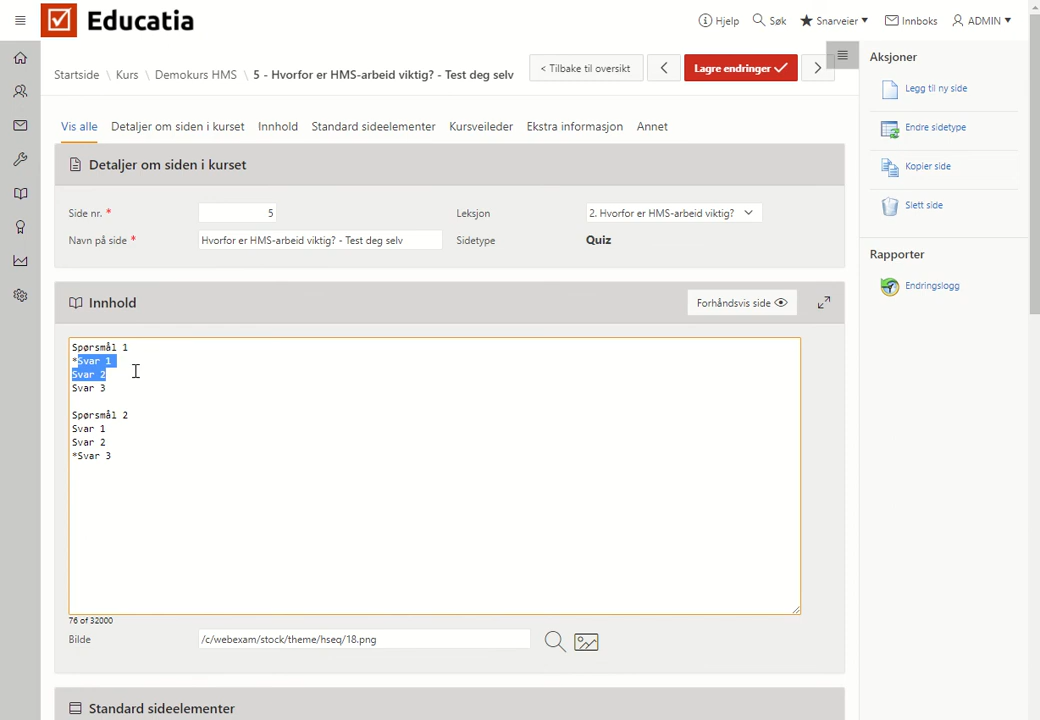 Educatia
Hjelp Søk Snarveier Innboks ADMIN
Startside \ Kurs \ Demokurs HMS \ 5 - Hvorfor er HMS-arbeid viktig? - Test deg selv
< Tilbake til oversikt
Lagre endringer
Vis alle Detaljer om siden i kurset Innhold Standard sideelementer Kursveileder Ekstra informasjon Annet
Detaljer om siden i kurset
Side nr. * 5 Leksjon 2. Hvorfor er HMS-arbeid viktig?
Navn på side * Hvorfor er HMS-arbeid viktig? - Test deg selv Sidetype Quiz
Innhold Forhåndsvis side
Spørsmål 1
*Svar 1
Svar 2
Svar 3
Spørsmål 2
Svar 1
Svar 2
*Svar 3
76 of 32000
Bilde /c/webexam/stock/theme/hseq/18.png
Standard sideelementer
Aksjoner
Legg til ny side
Endre sidetype
Kopier side
Slett side
Rapporter
Endringslogg